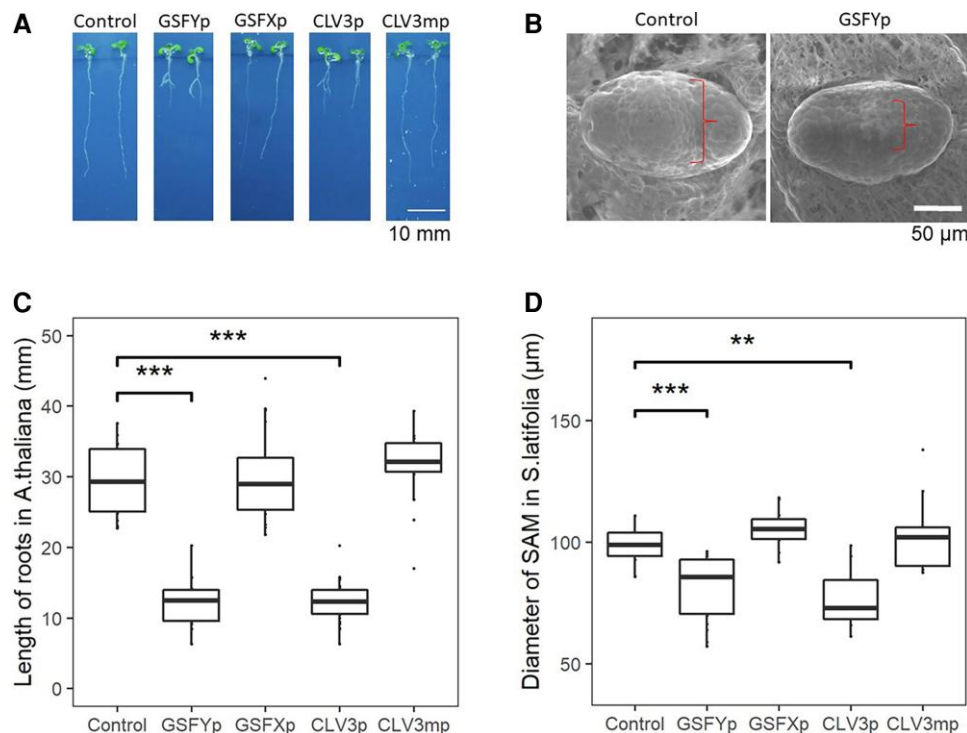 A Control GSFYp GSFXp CLV3p CLV3mp
10 mm
B Control GSFYp
50 µm
C
Length of roots in A.thaliana (mm)
50
40
30
20
10
0
***
***
Control GSFYp GSFXp CLV3p CLV3mp
D
Diameter of SAM in S.latifolia (µm)
150
100
50
**
***
Control GSFYp GSFXp CLV3p CLV3mp